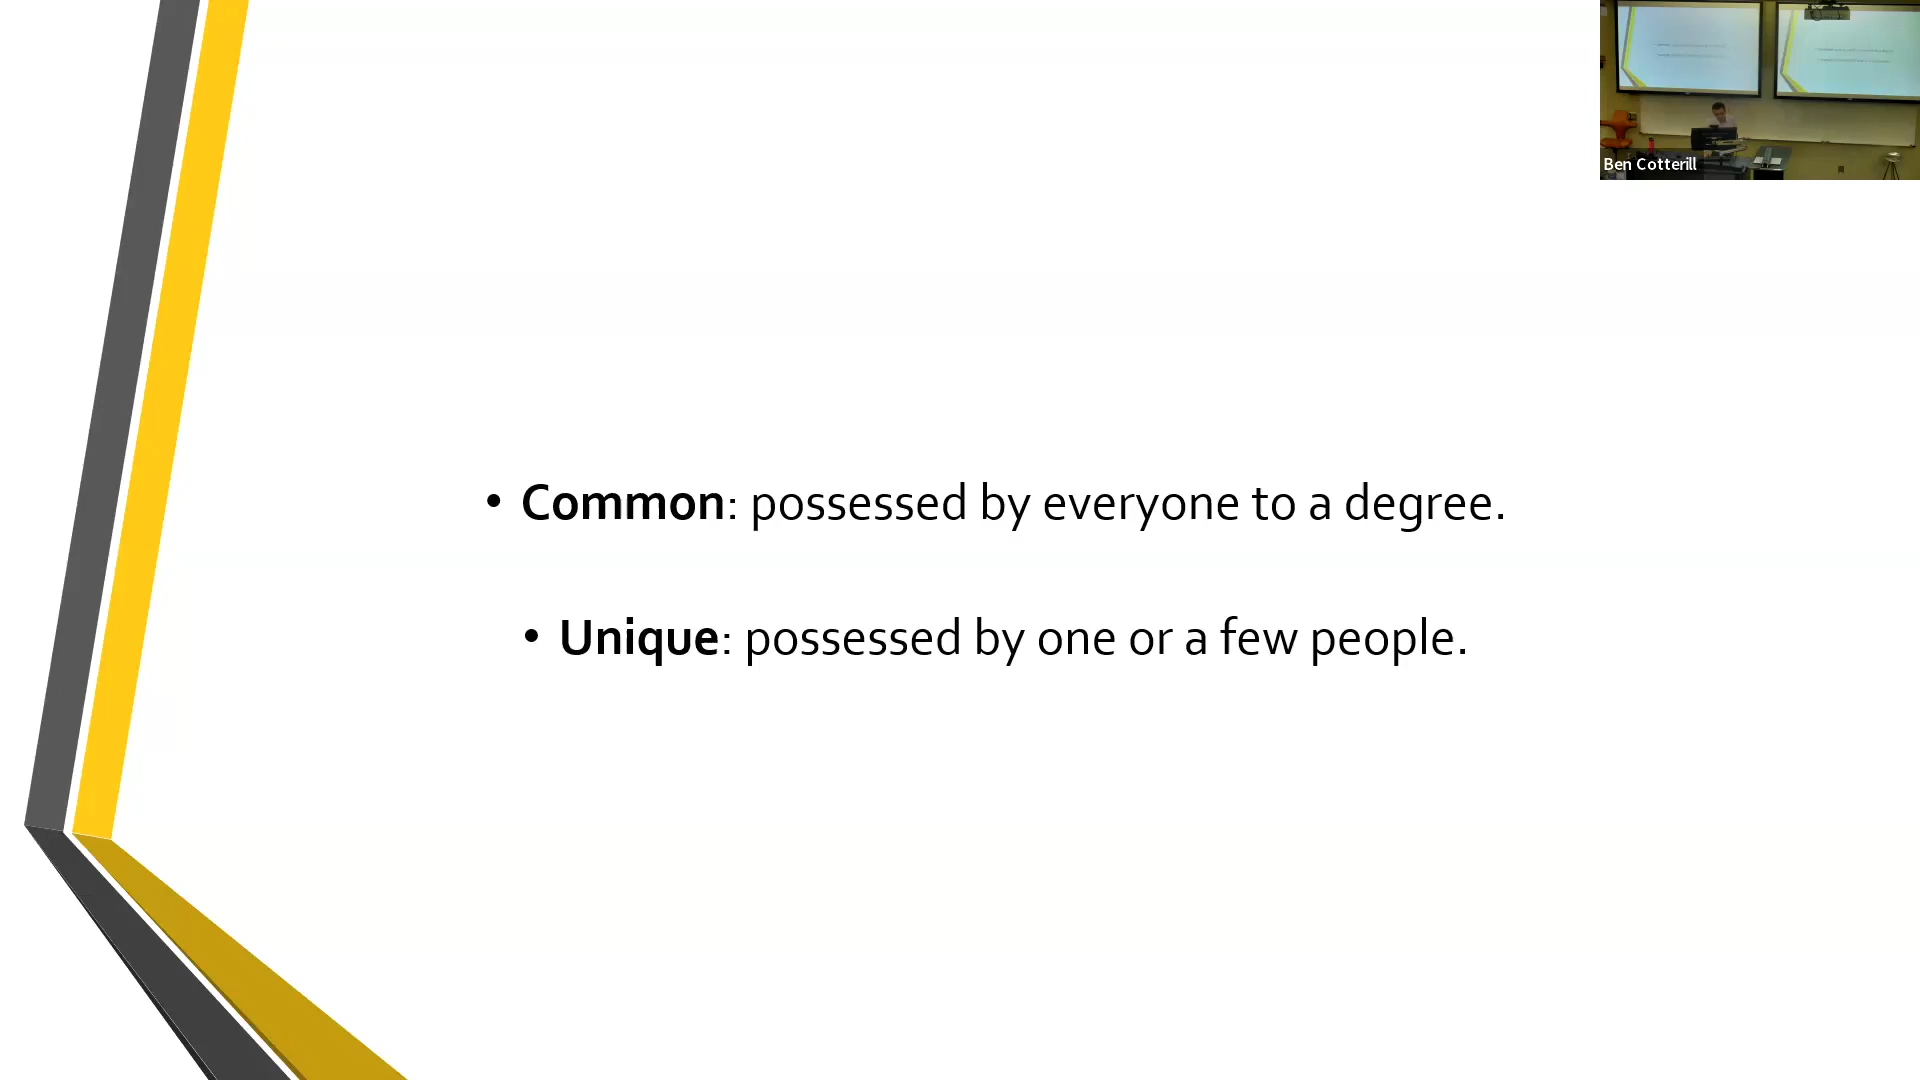 Ben Cotterill
• Common: possessed by everyone to a degree.
• Unique: possessed by one or a few people.